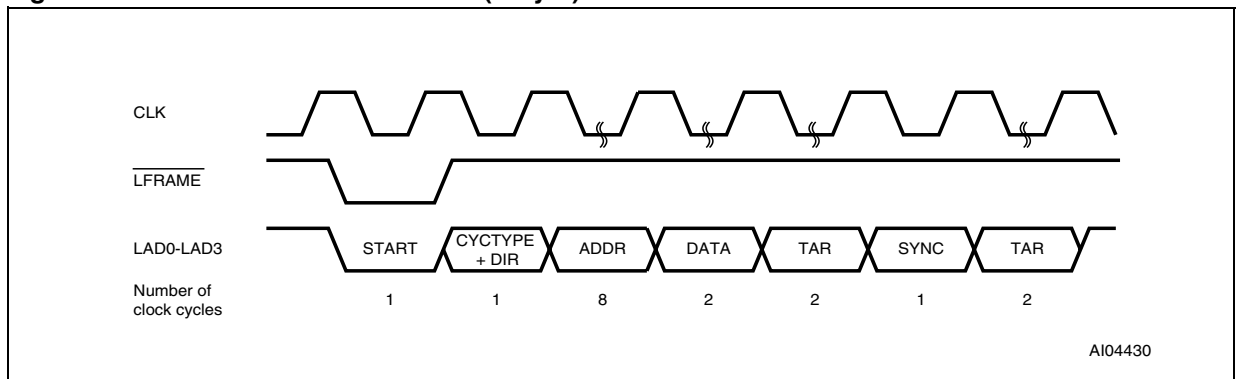 CLK
LFRAME
LAD0-LAD3 START CYCTYPE + DIR ADDR DATA TAR SYNC TAR
Number of clock cycles 1 1 8 2 2 1 2
AI04430